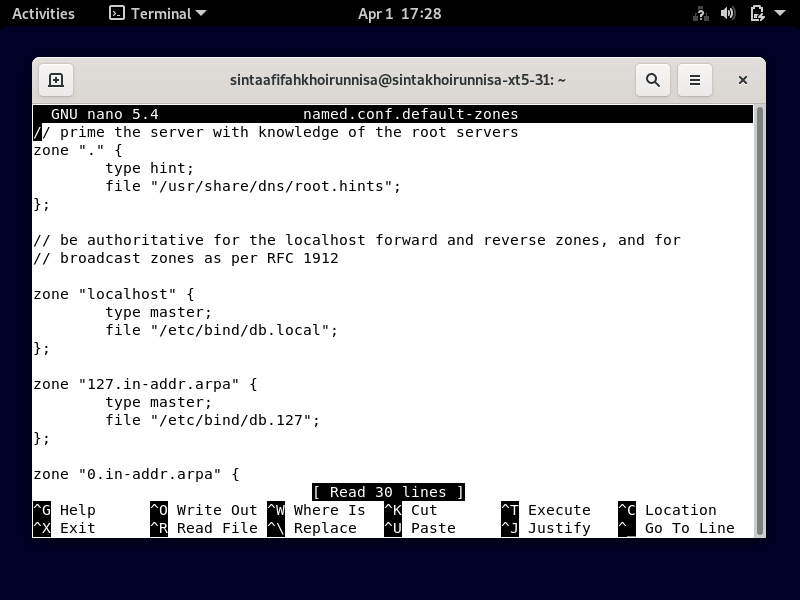 Activities Terminal Apr 1 17:28
sintaafifahkhoirunnisa@sintakhoirunnisa-xt5-31: ~
GNU nano 5.4 named.conf.default-zones
// prime the server with knowledge of the root servers
zone "." {
        type hint;
        file "/usr/share/dns/root.hints";
};

// be authoritative for the localhost forward and reverse zones, and for
// broadcast zones as per RFC 1912

zone "localhost" {
        type master;
        file "/etc/bind/db.local";
};

zone "127.in-addr.arpa" {
        type master;
        file "/etc/bind/db.127";
};

zone "0.in-addr.arpa" {
[ Read 30 lines ]
^G Help ^O Write Out ^W Where Is ^K Cut ^T Execute ^C Location
^X Exit ^R Read File ^\ Replace ^U Paste ^J Justify ^_ Go To Line